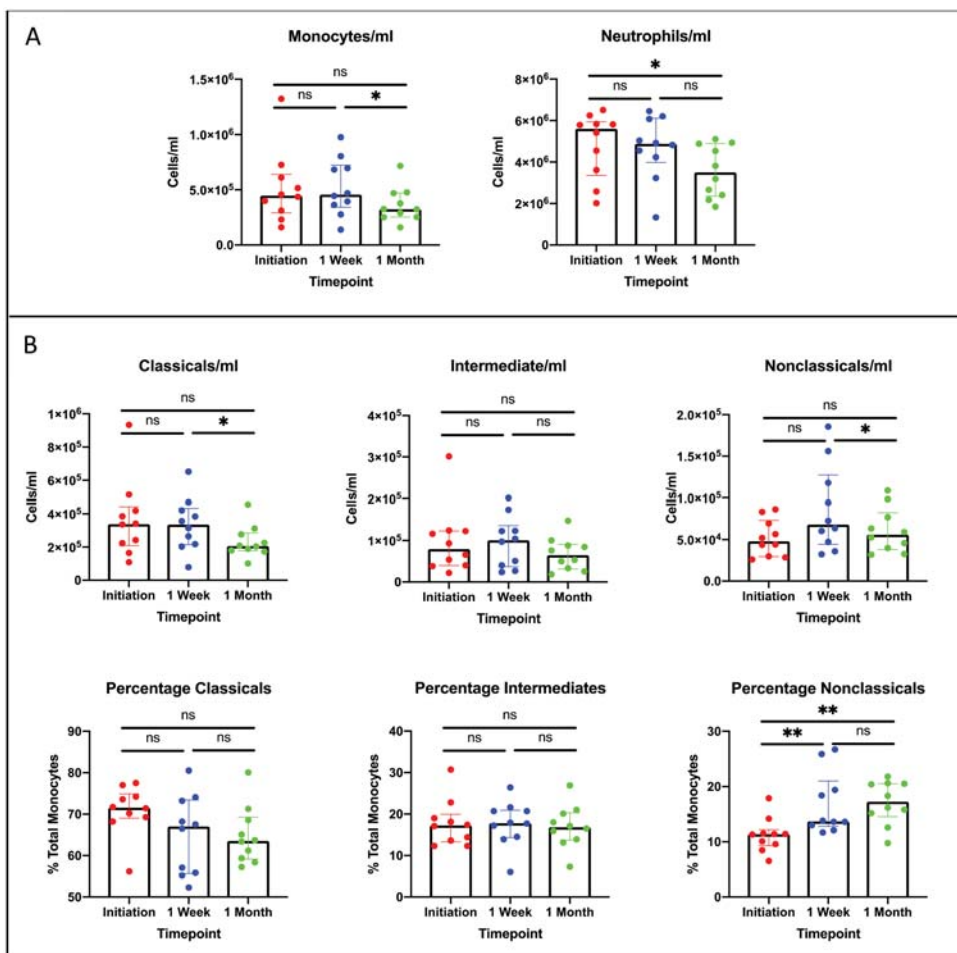 A
Monocytes/ml
ns
ns
*
1.5×10⁶
1.0×10⁶
5.0×10⁵
0.0
Cells/ml
Initiation 1 Week 1 Month
Timepoint
Neutrophils/ml
*
ns
ns
8×10⁶
6×10⁶
4×10⁶
2×10⁶
0
Cells/ml
Initiation 1 Week 1 Month
Timepoint
B
Classicals/ml
ns
ns
*
1×10⁶
8×10⁵
6×10⁵
4×10⁵
2×10⁵
0
Cells/ml
Initiation 1 Week 1 Month
Timepoint
Intermediate/ml
ns
ns
ns
4×10⁵
3×10⁵
2×10⁵
1×10⁵
0
Cells/ml
Initiation 1 Week 1 Month
Timepoint
Nonclassicals/ml
ns
ns
*
2.0×10⁵
1.5×10⁵
1.0×10⁵
5.0×10⁴
0.0
Cells/ml
Initiation 1 Week 1 Month
Timepoint
Percentage Classicals
ns
ns
ns
90
80
70
60
50
% Total Monocytes
Initiation 1 Week 1 Month
Timepoint
Percentage Intermediates
ns
ns
ns
40
30
20
10
0
% Total Monocytes
Initiation 1 Week 1 Month
Timepoint
Percentage Nonclassicals
**
**
ns
30
20
10
0
% Total Monocytes
Initiation 1 Week 1 Month
Timepoint